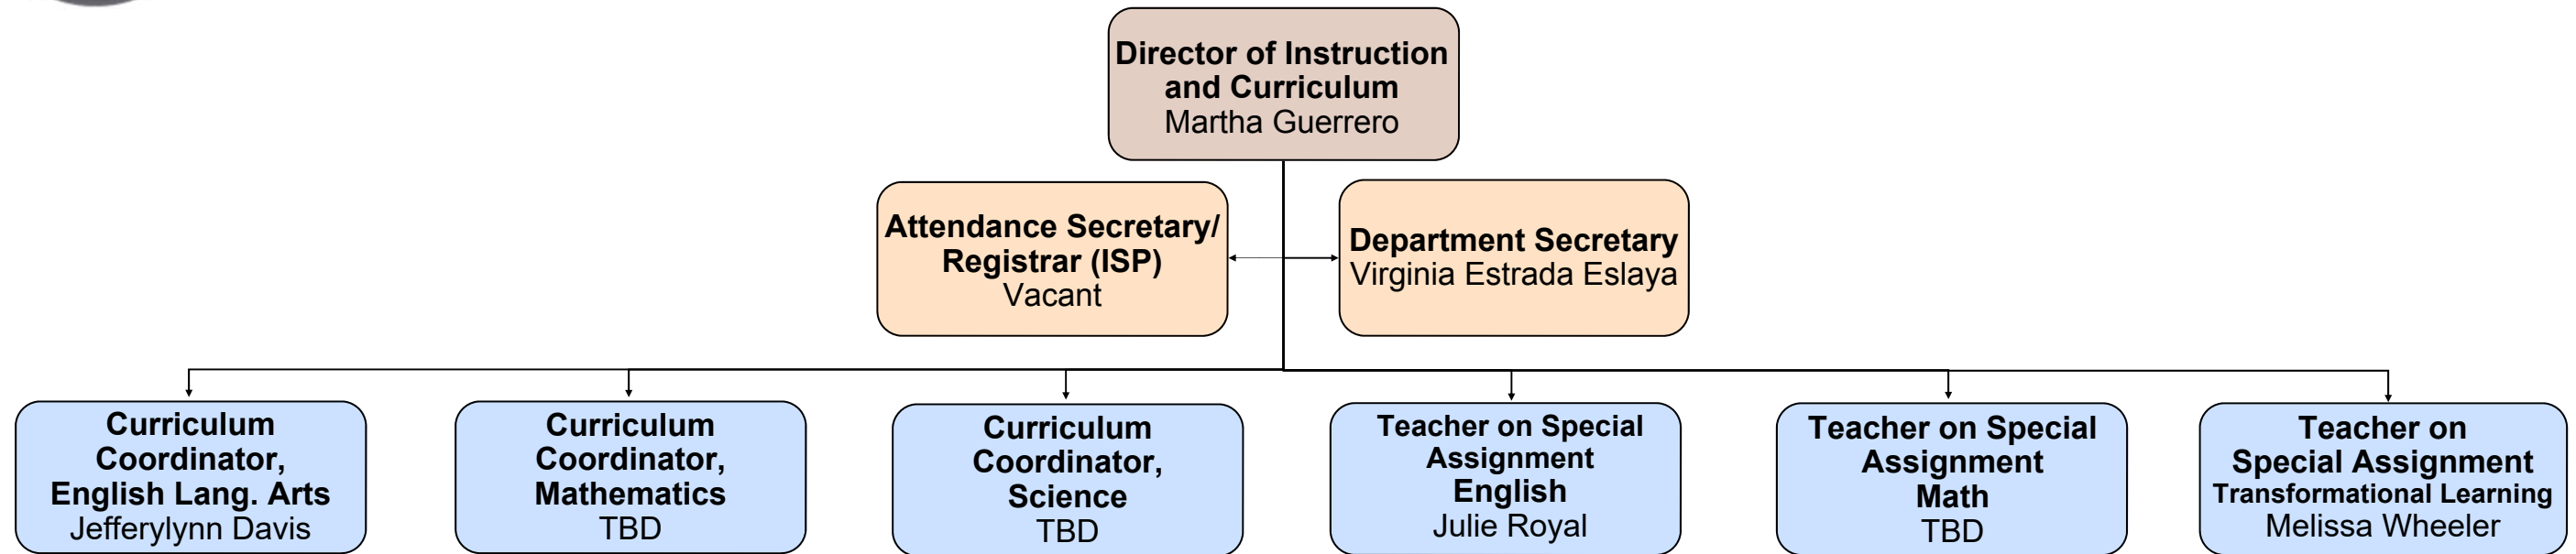 Director of Instruction
and Curriculum
Martha Guerrero
Attendance Secretary/
Registrar (ISP)
Vacant
Department Secretary
Virginia Estrada Eslaya
Curriculum
Coordinator,
English Lang. Arts
Jefferylynn Davis
Curriculum
Coordinator,
Mathematics
TBD
Curriculum
Coordinator,
Science
TBD
Teacher on Special
Assignment
English
Julie Royal
Teacher on Special
Assignment
Math
TBD
Teacher on
Special Assignment
Transformational Learning
Melissa Wheeler